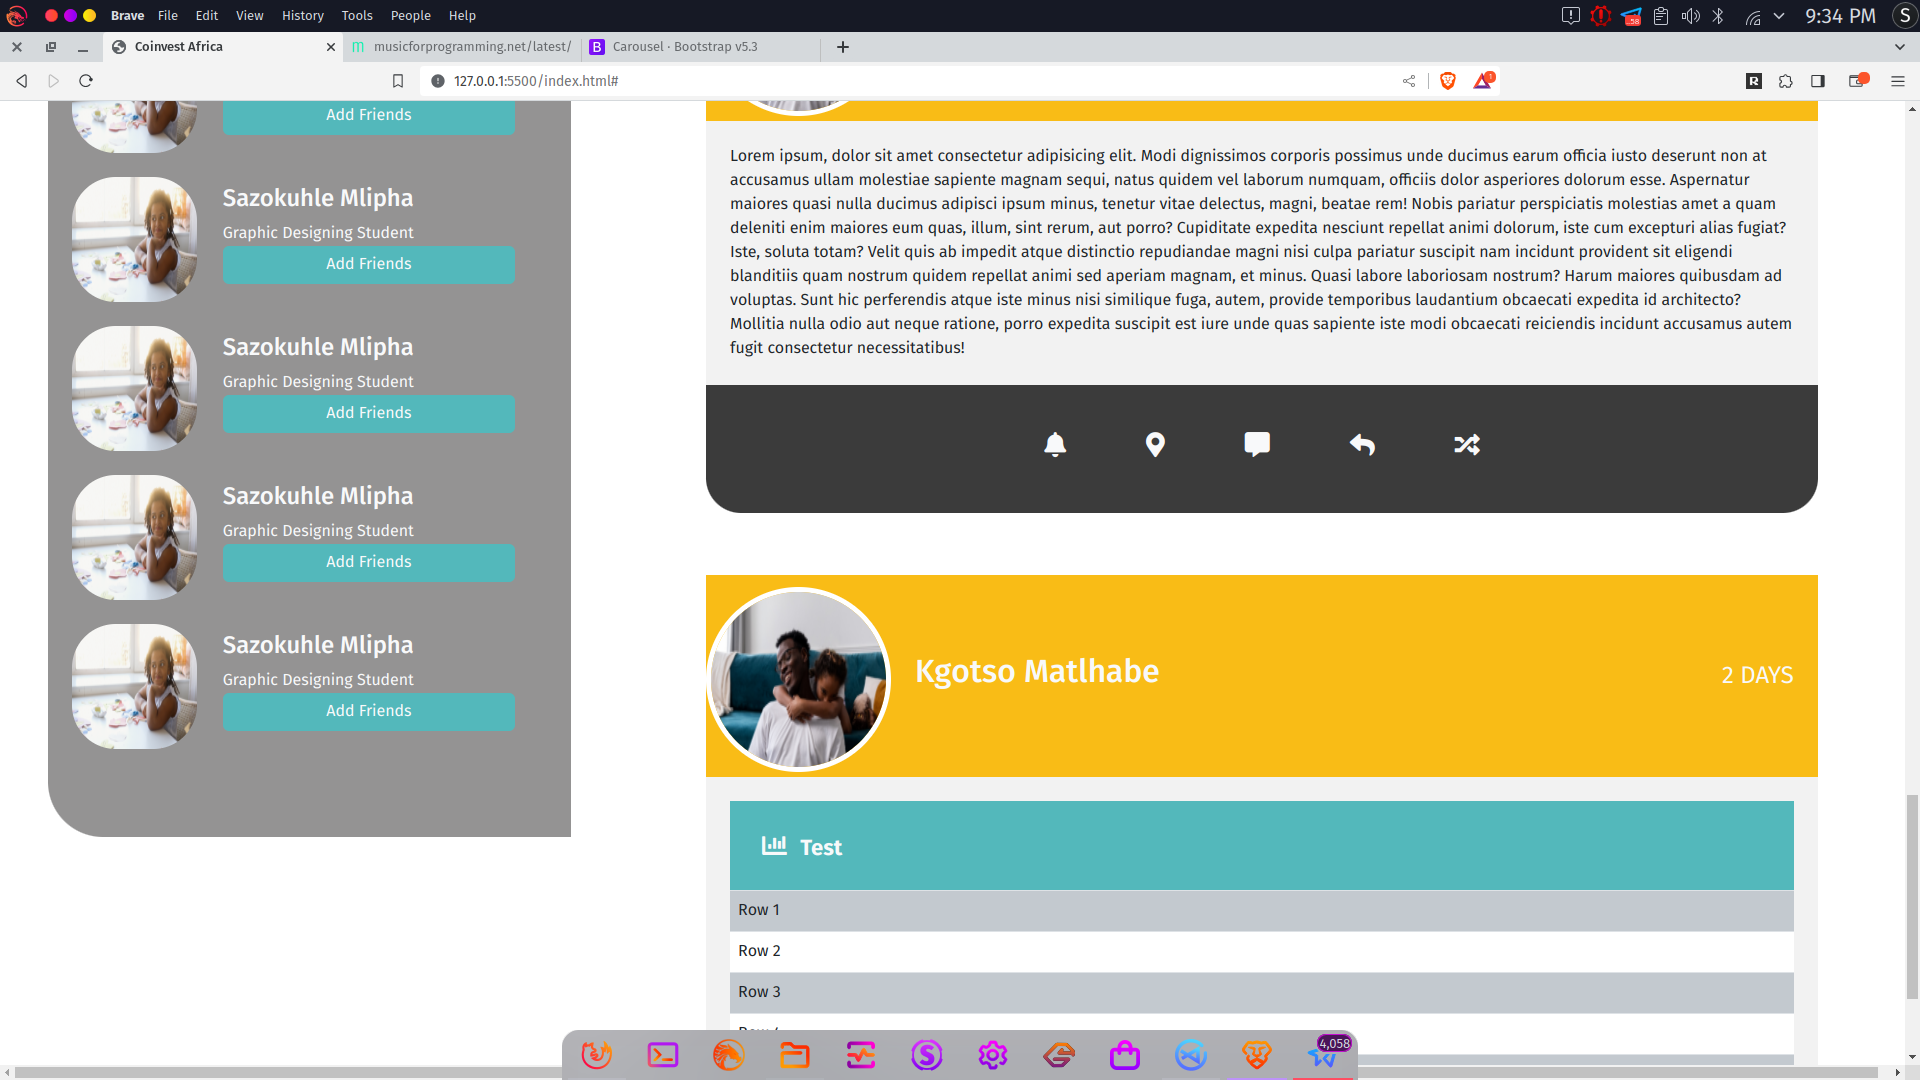 Brave File Edit View History Tools People Help
.58
9:34 PM S
Coinvest Africa
musicforprogramming.net/latest/
B Carousel · Bootstrap v5.3
127.0.0.1:5500/index.html#
1
R
Add Friends
Sazokuhle Mlipha
Graphic Designing Student
Add Friends
Sazokuhle Mlipha
Graphic Designing Student
Add Friends
Sazokuhle Mlipha
Graphic Designing Student
Add Friends
Sazokuhle Mlipha
Graphic Designing Student
Add Friends
Lorem ipsum, dolor sit amet consectetur adipisicing elit. Modi dignissimos corporis possimus unde ducimus earum officia iusto deserunt non at
accusamus ullam molestiae sapiente magnam sequi, natus quidem vel laborum numquam, officiis dolor asperiores dolorum esse. Aspernatur
maiores quasi nulla ducimus adipisci ipsum minus, tenetur vitae delectus, magni, beatae rem! Nobis pariatur perspiciatis molestias amet a quam
deleniti enim maiores eum quas, illum, sint rerum, aut porro? Cupiditate expedita nesciunt repellat animi dolorum, iste cum excepturi alias fugiat?
Iste, soluta totam? Velit quis ab impedit atque distinctio repudiandae magni nisi culpa pariatur suscipit nam incidunt provident sit eligendi
blanditiis quam nostrum quidem repellat animi sed aperiam magnam, et minus. Quasi labore laboriosam nostrum? Harum maiores quibusdam ad
voluptas. Sunt hic perferendis atque iste minus nisi similique fuga, autem, provide temporibus laudantium obcaecati expedita id architecto?
Mollitia nulla odio aut neque ratione, porro expedita suscipit est iure unde quas sapiente iste modi obcaecati reiciendis incidunt accusamus autem
fugit consectetur necessitatibus!
Kgotso Matlhabe
2 DAYS
Test
Row 1
Row 2
Row 3
4,058